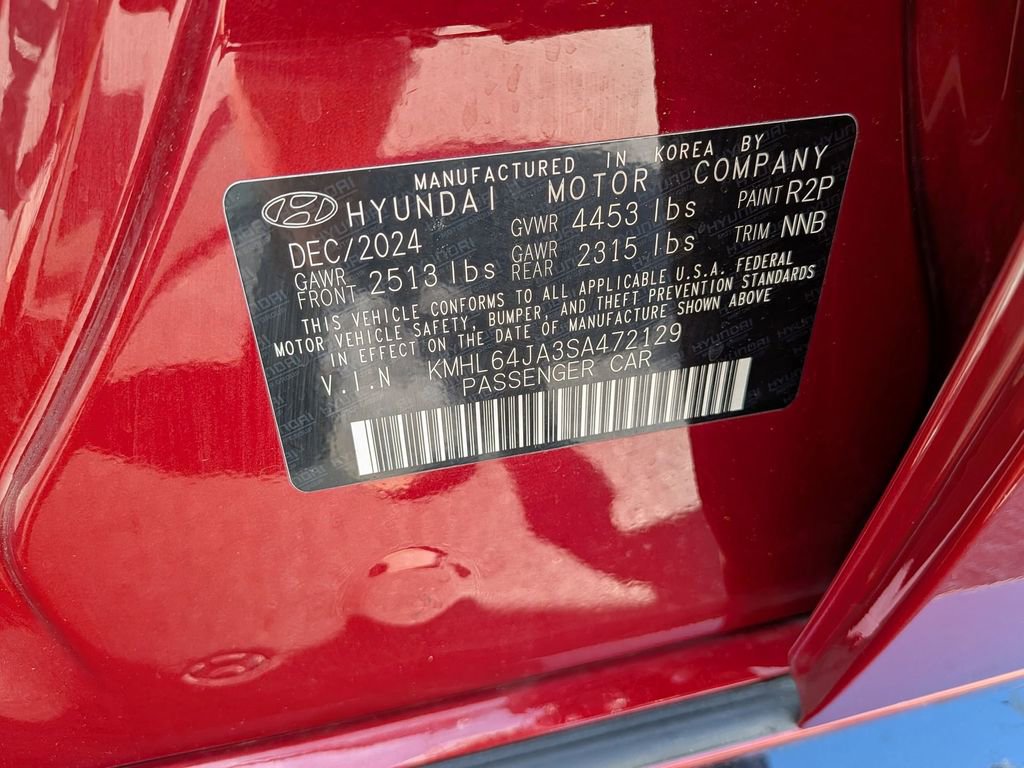 MANUFACTURED IN KOREA BY
HYUNDAI MOTOR COMPANY
DEC/2024 GVWR 4453 lbs PAINT R2P
GAWR FRONT 2513 lbs GAWR REAR 2315 lbs TRIM NNB
THIS VEHICLE CONFORMS TO ALL APPLICABLE U.S.A. FEDERAL
MOTOR VEHICLE SAFETY, BUMPER, AND THEFT PREVENTION STANDARDS
IN EFFECT ON THE DATE OF MANUFACTURE SHOWN ABOVE
V.I.N KMHL64JA3SA472129
PASSENGER CAR